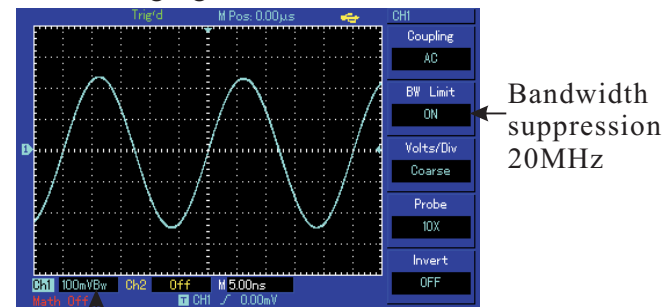 Trig'd M Pos: 0.00μs CH1
Coupling
AC
BW Limit
ON
Volts/Div
Coarse
Probe
10X
Invert
OFF
Bandwidth
suppression
20MHz
1
Ch1 100mVBw Ch2 Off M 5.00ns
Math Off T CH1 / 0.00mV